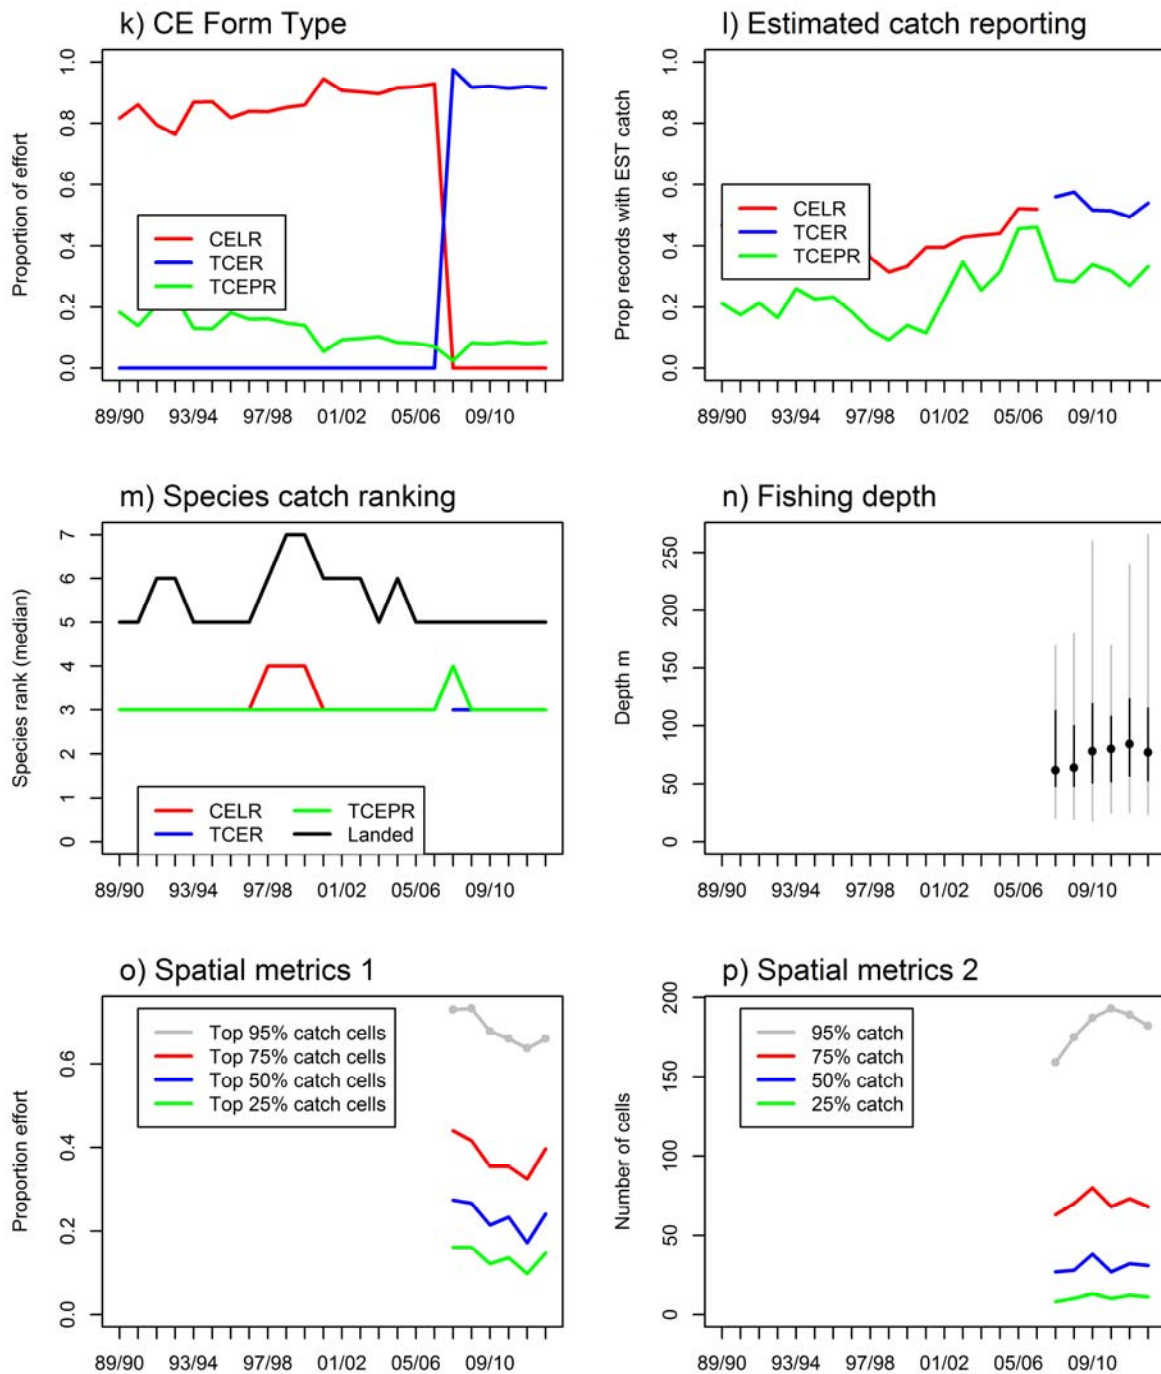 k) CE Form Type
Proportion of effort
1.0
0.8
0.6
0.4
0.2
0.0
CELR
TCER
TCEPR
89/90 93/94 97/98 01/02 05/06 09/10
l) Estimated catch reporting
Prop records with EST catch
1.0
0.8
0.6
0.4
0.2
0.0
CELR
TCER
TCEPR
89/90 93/94 97/98 01/02 05/06 09/10
m) Species catch ranking
Species rank (median)
7
6
5
4
3
2
1
0
CELR TCEPR
TCER Landed
89/90 93/94 97/98 01/02 05/06 09/10
n) Fishing depth
Depth m
250
200
150
100
50
0
89/90 93/94 97/98 01/02 05/06 09/10
o) Spatial metrics 1
Proportion effort
0.6
0.4
0.2
0.0
Top 95% catch cells
Top 75% catch cells
Top 50% catch cells
Top 25% catch cells
89/90 93/94 97/98 01/02 05/06 09/10
p) Spatial metrics 2
Number of cells
200
150
100
50
0
95% catch
75% catch
50% catch
25% catch
89/90 93/94 97/98 01/02 05/06 09/10